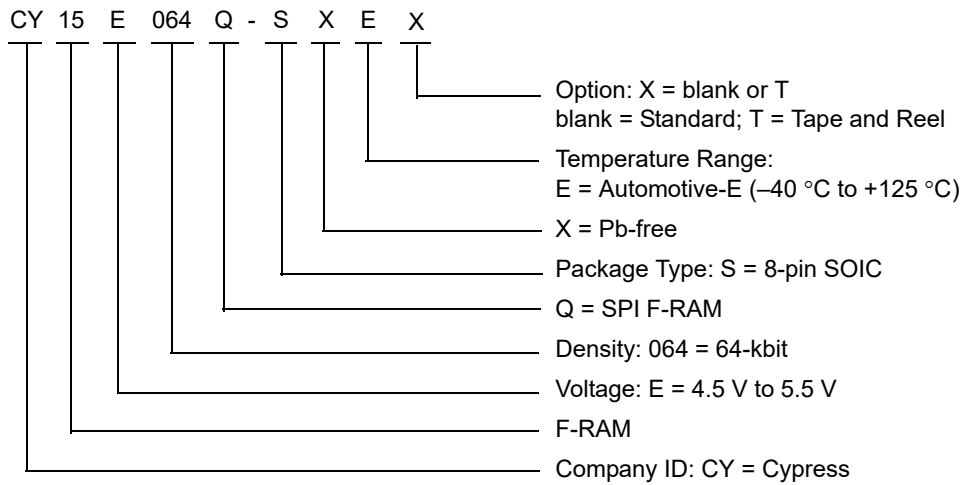 CY 15 E 064 Q - S X E X
Option: X = blank or T
blank = Standard; T = Tape and Reel
Temperature Range:
E = Automotive-E (–40 °C to +125 °C)
X = Pb-free
Package Type: S = 8-pin SOIC
Q = SPI F-RAM
Density: 064 = 64-kbit
Voltage: E = 4.5 V to 5.5 V
F-RAM
Company ID: CY = Cypress